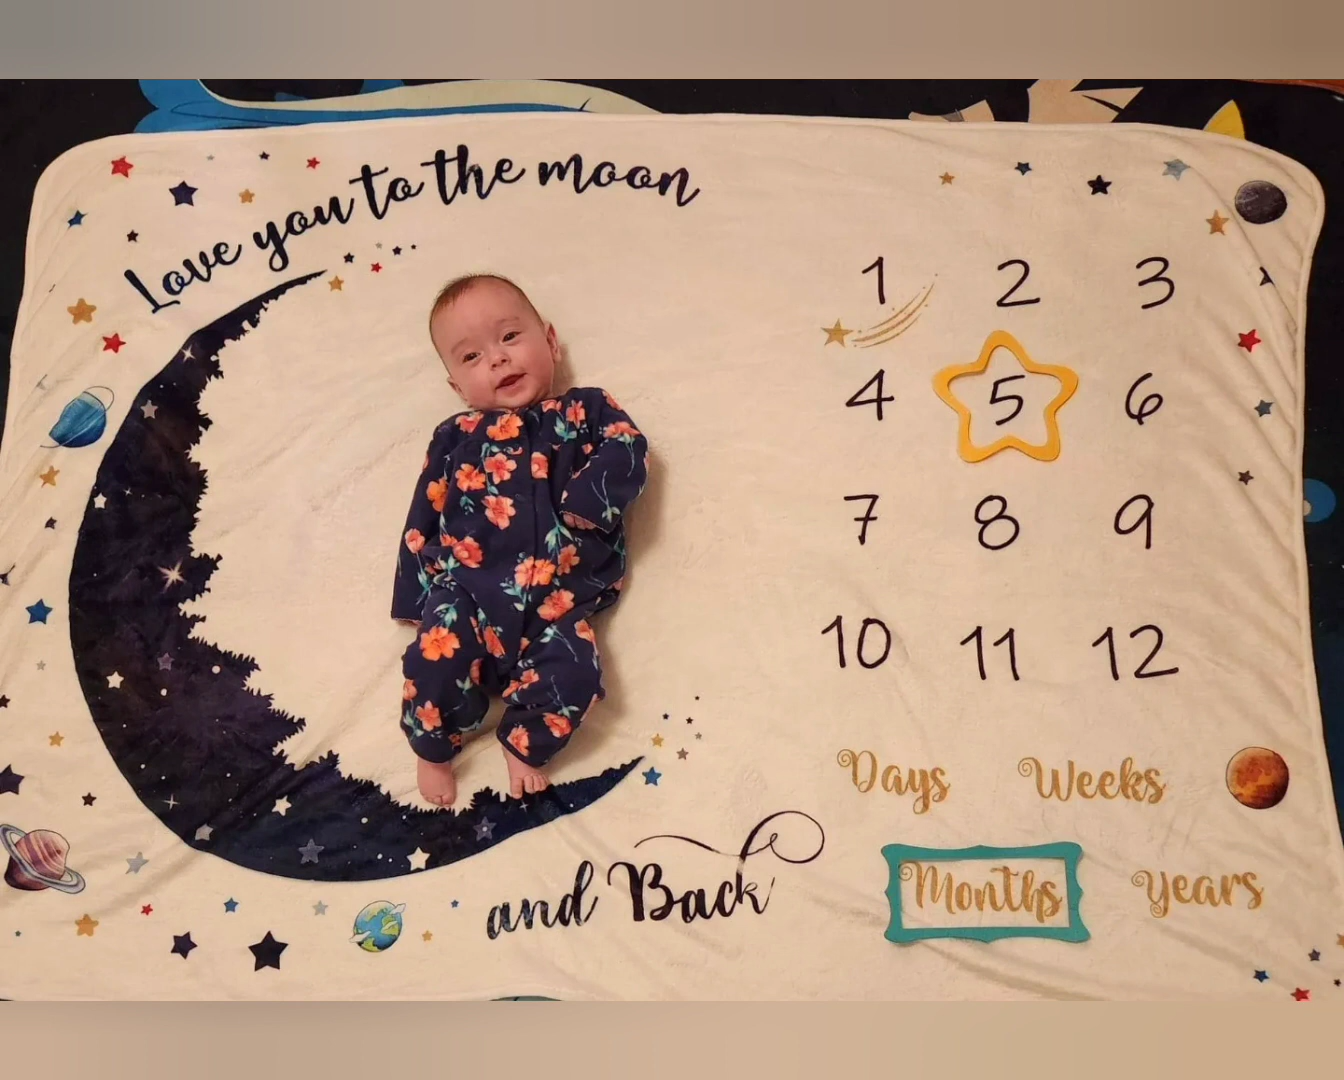 Love you to the moon
1 2 3
4 5 6
7 8 9
10 11 12
Days Weeks
Months Years
and Back